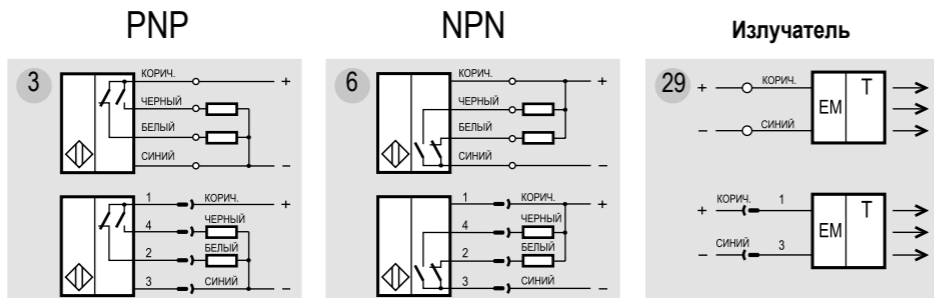 PNP
NPN
Излучатель
3
КОРИЧ.
+
ЧЕРНЫЙ
БЕЛЫЙ
СИНИЙ
–
1
КОРИЧ.
+
4
ЧЕРНЫЙ
2
БЕЛЫЙ
3
СИНИЙ
–
6
КОРИЧ.
+
ЧЕРНЫЙ
БЕЛЫЙ
СИНИЙ
–
1
КОРИЧ.
+
4
ЧЕРНЫЙ
2
БЕЛЫЙ
3
СИНИЙ
–
29
+
КОРИЧ.
EM
T
–
СИНИЙ
+
КОРИЧ.
1
EM
T
–
СИНИЙ
3